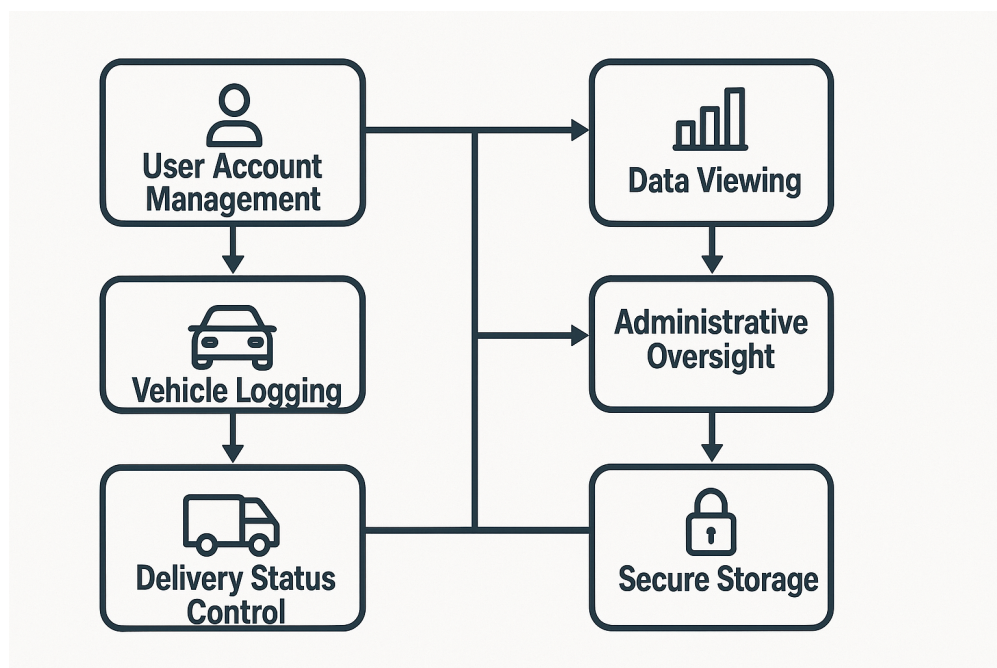 User Account
Management
Data Viewing
Vehicle Logging
Administrative
Oversight
Delivery Status
Control
Secure Storage